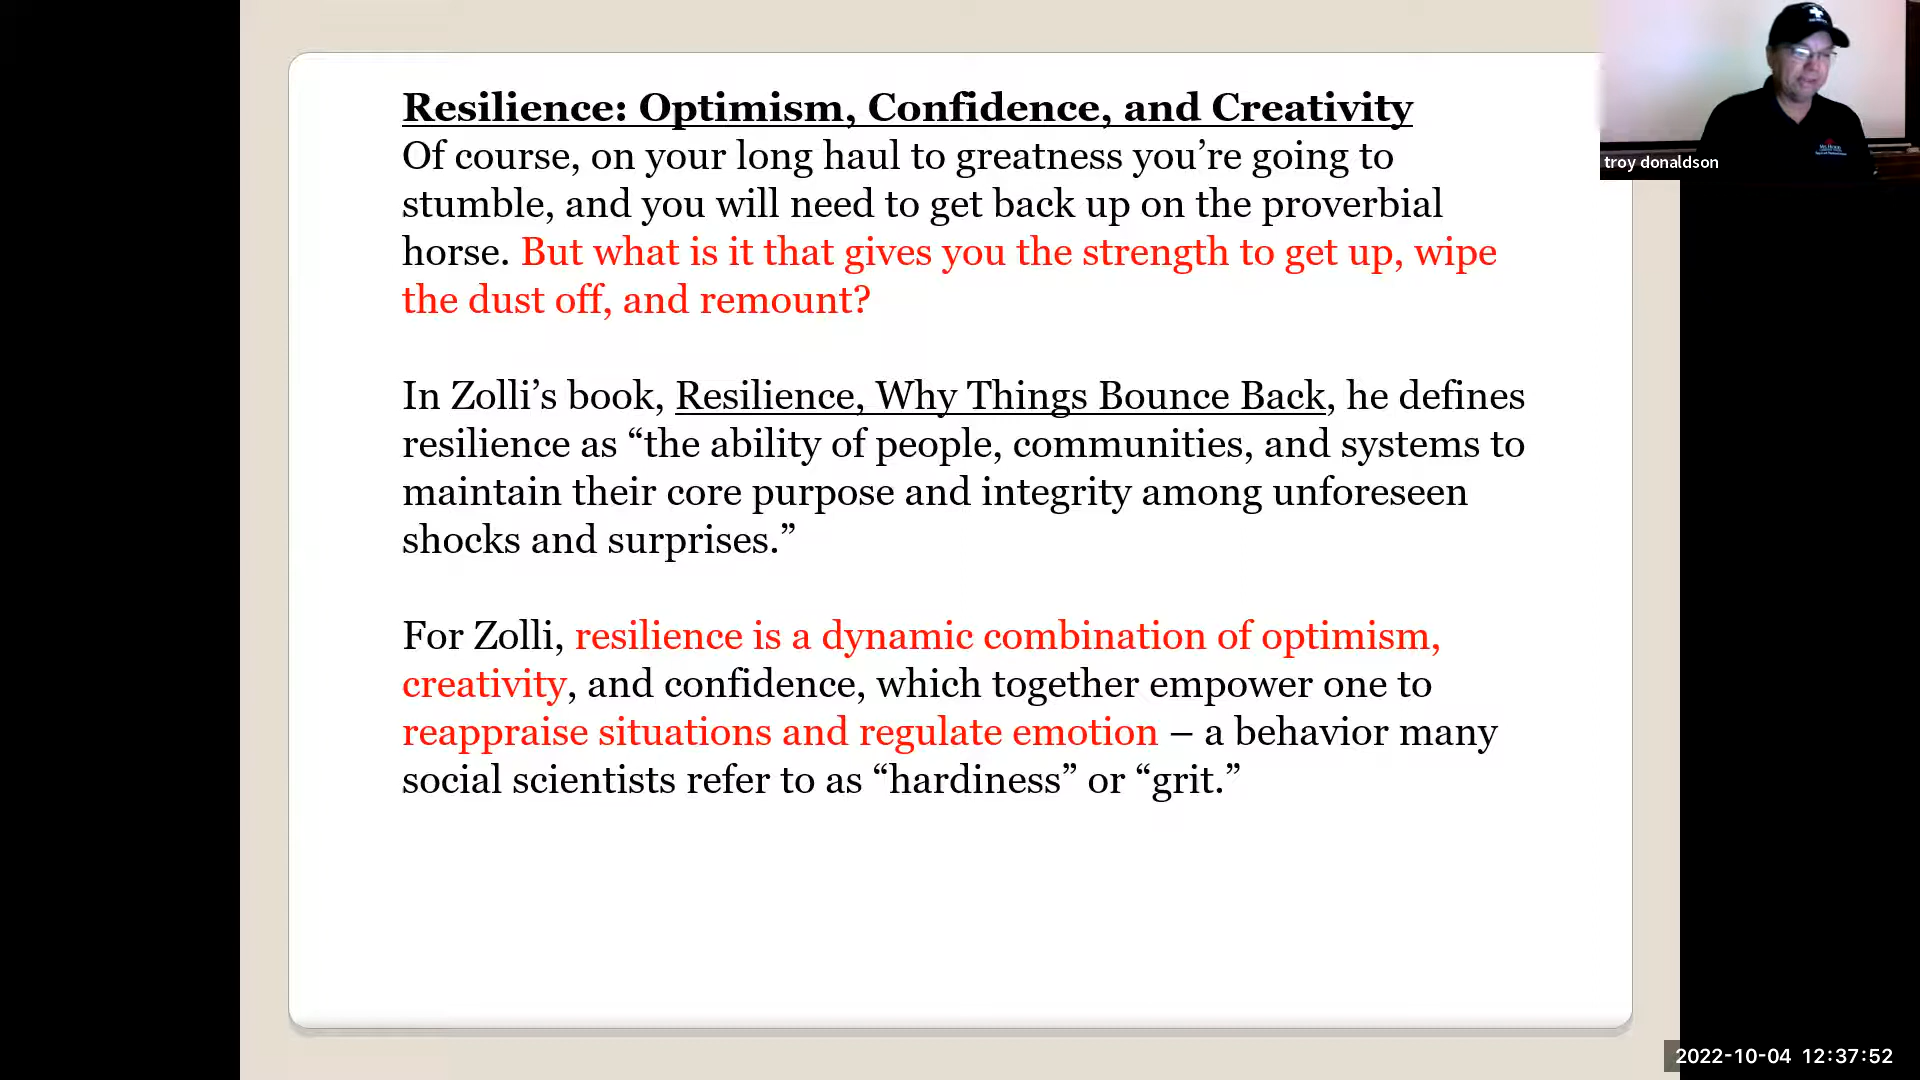 Resilience: Optimism, Confidence, and Creativity
Of course, on your long haul to greatness you’re going to
stumble, and you will need to get back up on the proverbial
horse. But what is it that gives you the strength to get up, wipe
the dust off, and remount?
In Zolli’s book, Resilience, Why Things Bounce Back, he defines
resilience as “the ability of people, communities, and systems to
maintain their core purpose and integrity among unforeseen
shocks and surprises.”
For Zolli, resilience is a dynamic combination of optimism,
creativity, and confidence, which together empower one to
reappraise situations and regulate emotion – a behavior many
social scientists refer to as “hardiness” or “grit.”
troy donaldson
2022-10-04 12:37:52